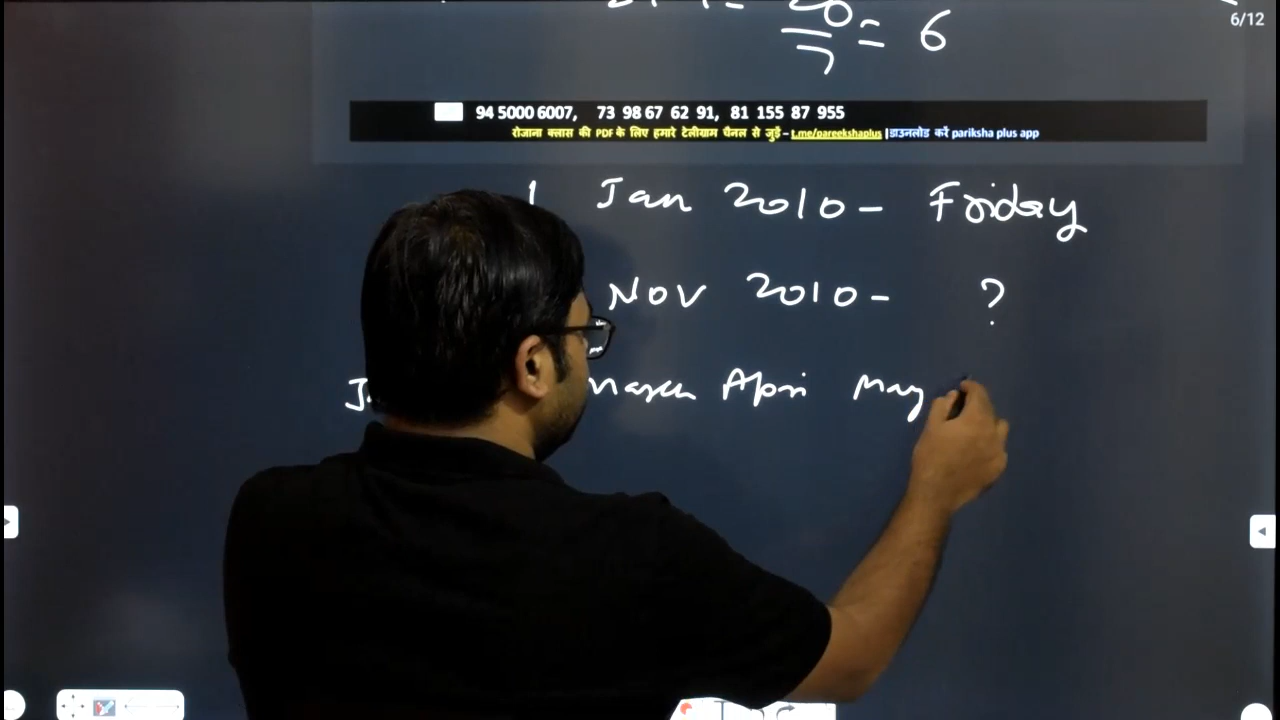 6/12
20
7
= 6
94 5000 6007, 73 98 67 62 91, 81 155 87 955
रोजाना क्लास की PDF के लिए हमारे टेलीग्राम चैनल से जुड़ें – t.me/pareekshaplus | डाउनलोड करें pariksha plus app
1 Jan 2010 - Friday
Nov 2010 - ?
March April May